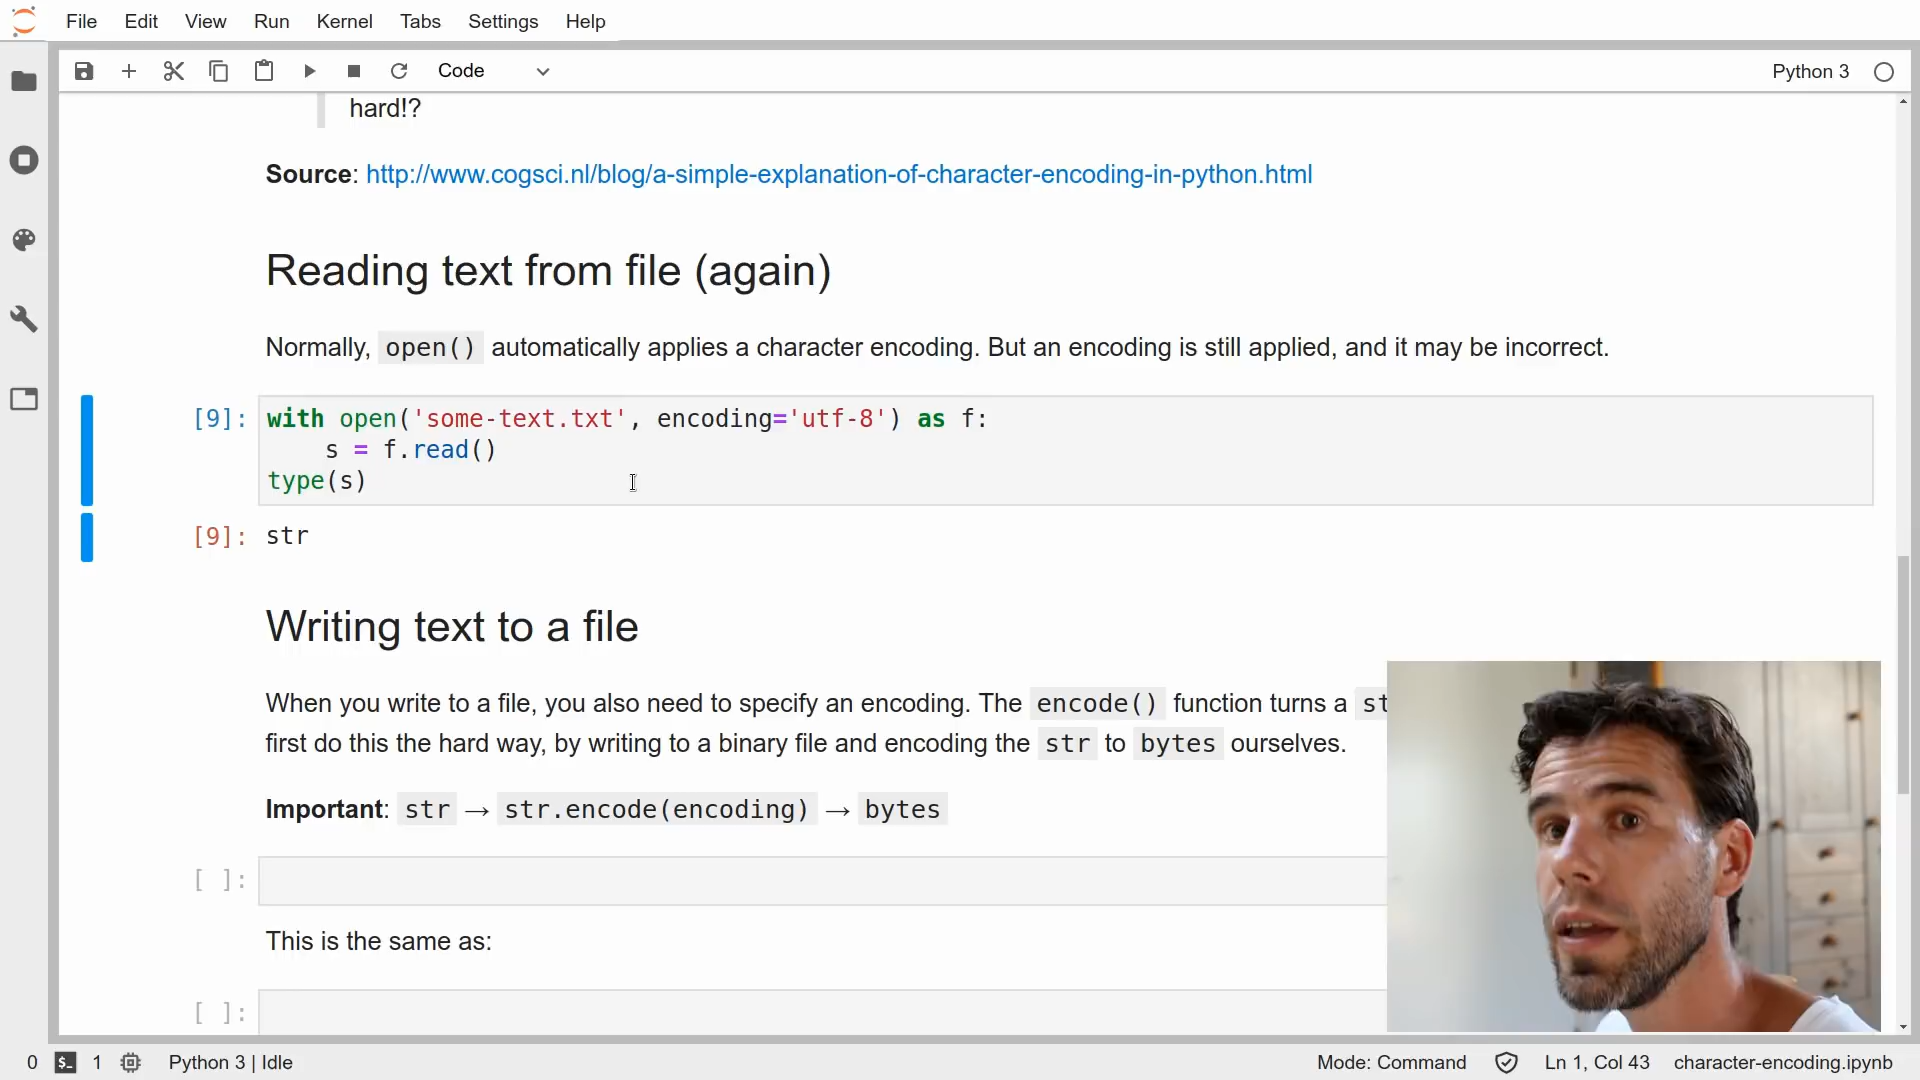 File Edit View Run Kernel Tabs Settings Help
Code
Python 3
hard!?
Source: http://www.cogsci.nl/blog/a-simple-explanation-of-character-encoding-in-python.html
Reading text from file (again)
Normally, open() automatically applies a character encoding. But an encoding is still applied, and it may be incorrect.
[9]: with open('some-text.txt', encoding='utf-8') as f:
    s = f.read()
type(s)
[9]: str
Writing text to a file
When you write to a file, you also need to specify an encoding. The encode() function turns a st
first do this the hard way, by writing to a binary file and encoding the str to bytes ourselves.
Important: str → str.encode(encoding) → bytes
[ ]:
This is the same as:
[ ]:
0 $_ 1 Python 3 | Idle Mode: Command Ln 1, Col 43 character-encoding.ipynb